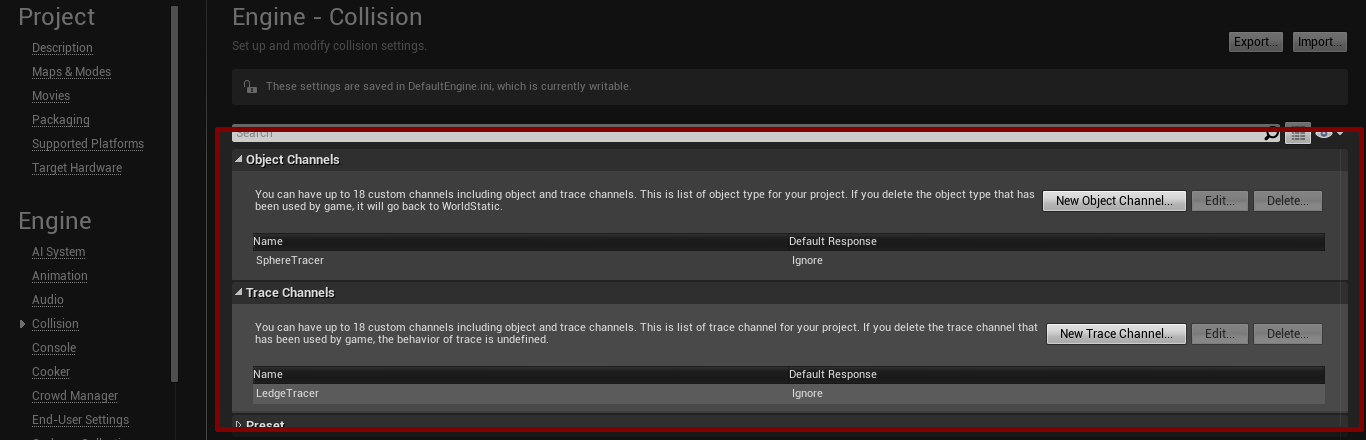 Project
Description
Maps & Modes
Movies
Packaging
Supported Platforms
Target Hardware
Engine
AI System
Animation
Audio
Collision
Console
Cooker
Crowd Manager
End-User Settings
Engine - Collision
Set up and modify collision settings.
Export...
Import...
These settings are saved in DefaultEngine.ini, which is currently writable.
Search
Object Channels
You can have up to 18 custom channels including object and trace channels. This is list of object type for your project. If you delete the object type that has
been used by game, it will go back to WorldStatic.
New Object Channel...
Edit...
Delete...
Name
Default Response
SphereTracer
Ignore
Trace Channels
You can have up to 18 custom channels including object and trace channels. This is list of trace channel for your project. If you delete the trace channel that
has been used by game, the behavior of trace is undefined.
New Trace Channel...
Edit...
Delete...
Name
Default Response
LedgeTracer
Ignore
Preset